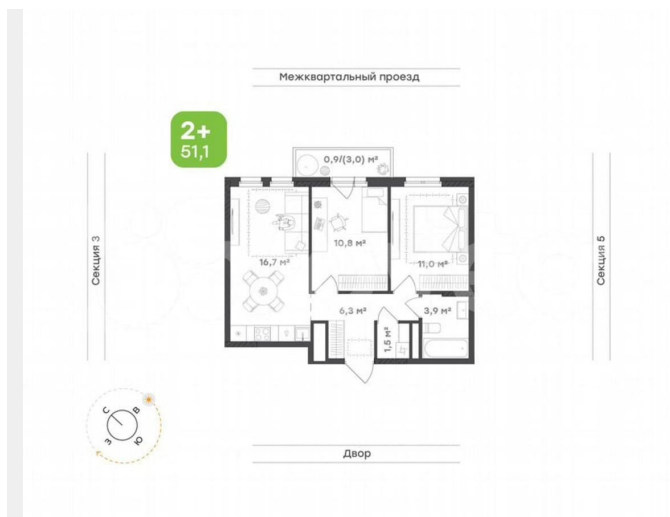 Межквартальный проезд
2+
51,1
0,9/(3,0) м²
Секция 3
16,7 м²
10,8 м²
11,0 м²
Секция 5
6,3 м²
3,9 м²
1,5 м²
С
В
З
Ю
Двор